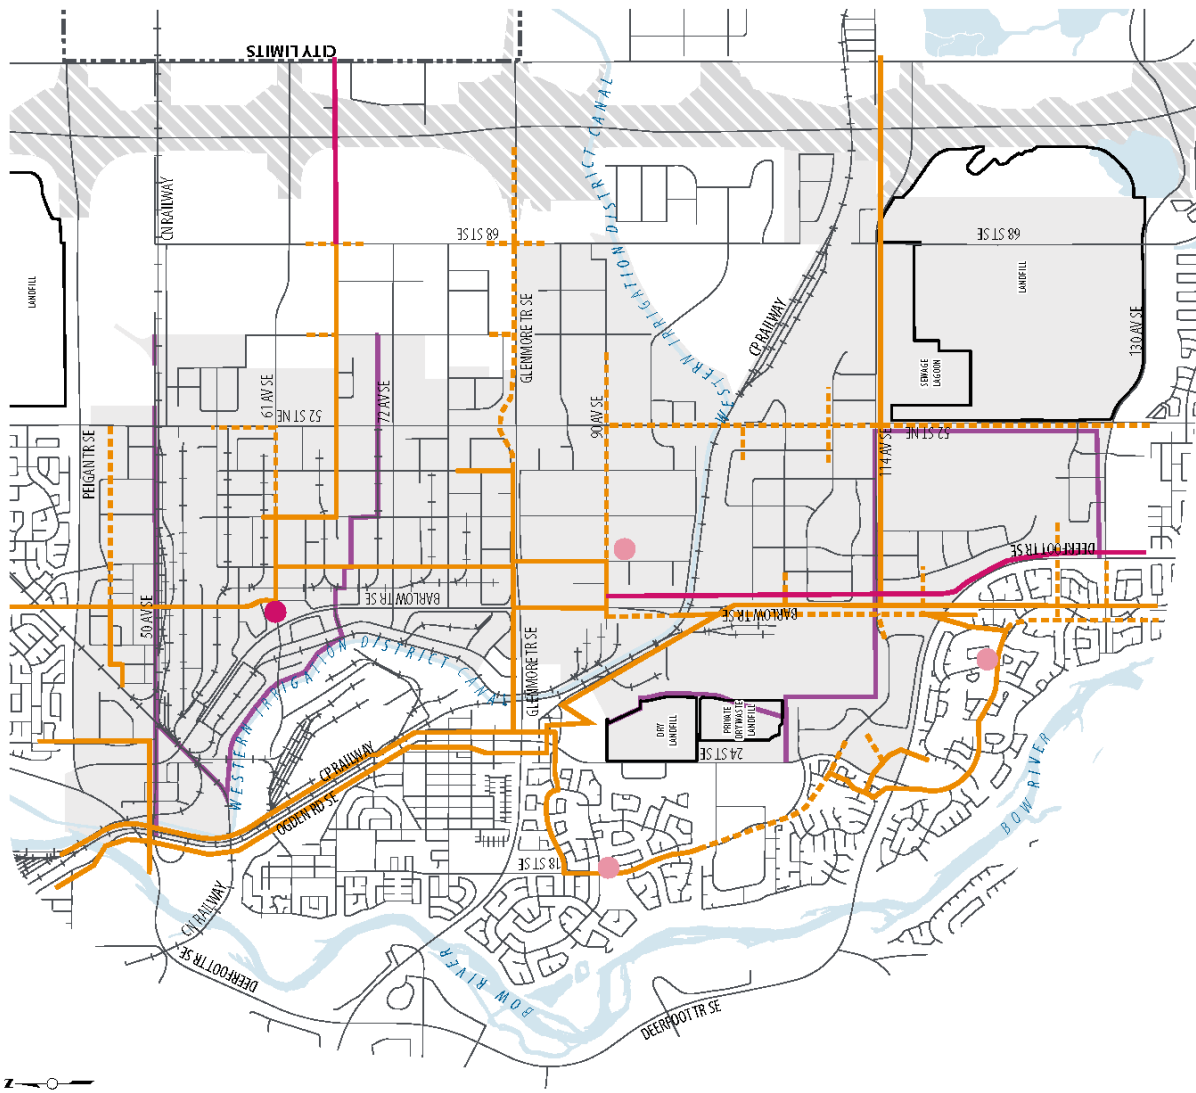 CITY LIMITS
WESTERN IRRIGATION DISTRICT CANAL
CN RAILWAY
68 ST SE
68 ST SE
LANDFILL
LANDFILL
GLENMORE TR SE
CP RAILWAY
130 AV SE
SEWAGE
LAGOON
61 AV SE
72 AV SE
52 ST NE
90 AV SE
52 ST NE
114 AV SE
PEIGAN TR SE
50 AV SE
BARLOW TR SE
DEERFOOT TR SE
BARLOW TR SE
WESTERN IRRIGATION DISTRICT CANAL
GLENMORE TR SE
DRY
LANDFILL
PRIVATE
DRY WASTE
LANDFILL
24 ST SE
CP RAILWAY
OGDEN RD SE
BOW RIVER
18 ST SE
CN RAILWAY
DEERFOOT TR SE
BOW RIVER
DEERFOOT TR SE
N